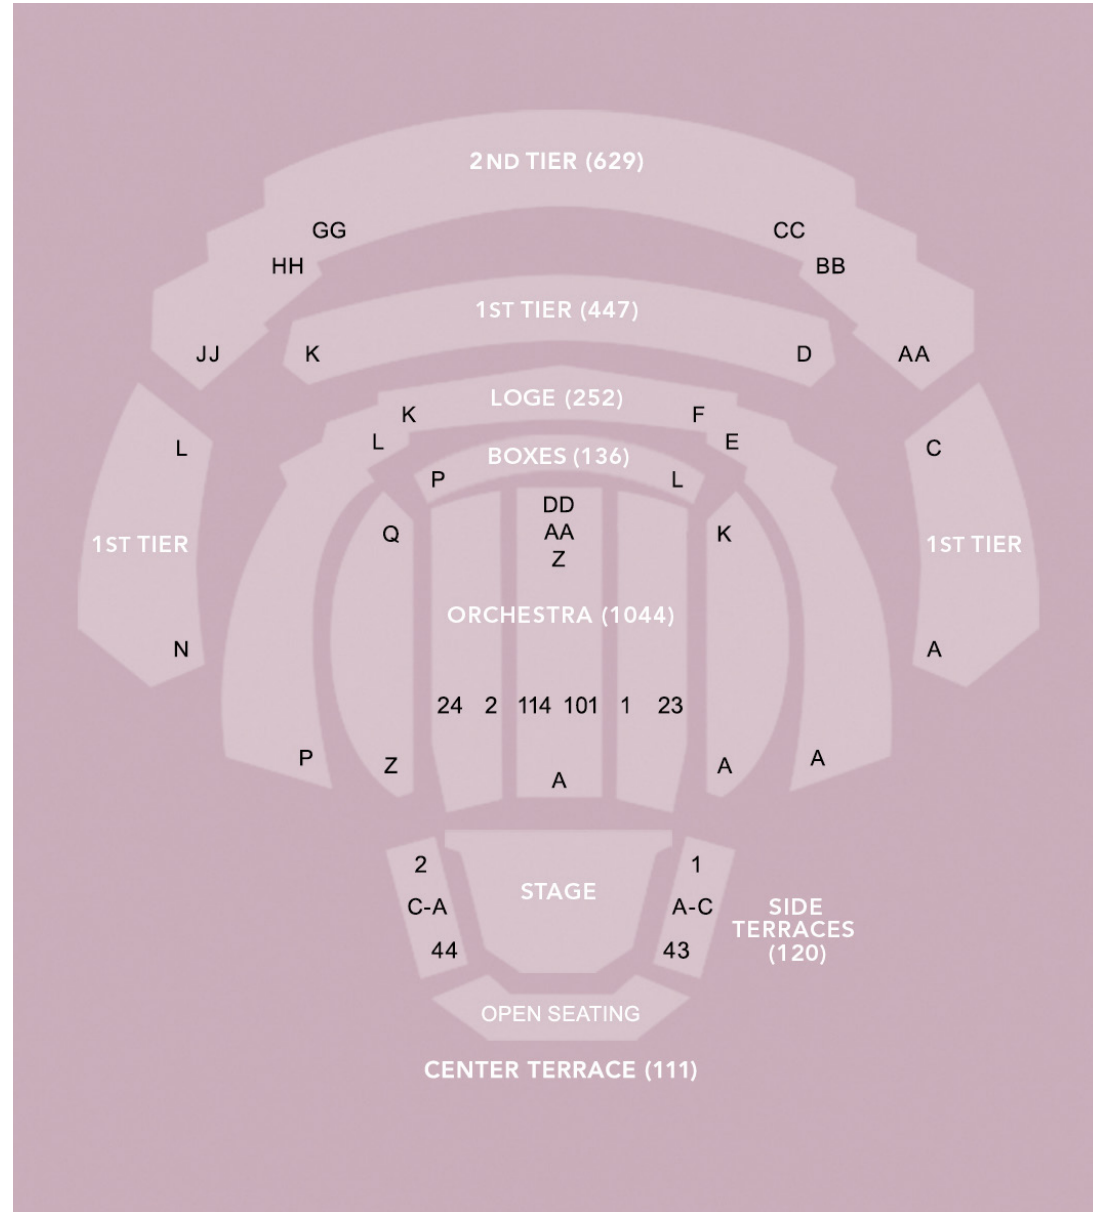 2ND TIER (629)
GG CC
HH BB
1ST TIER (447)
JJ K D AA
LOGE (252)
K F
L E
L C
BOXES (136)
P L
DD
Q AA K
1ST TIER 1ST TIER
Z
ORCHESTRA (1044)
N A
24 2 114 101 1 23
P A
Z A A
2 1
STAGE
C-A A-C
SIDE
TERRACES
(120)
44 43
OPEN SEATING
CENTER TERRACE (111)